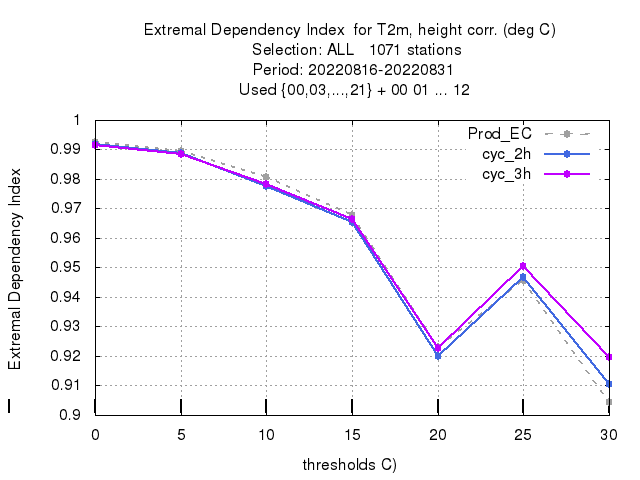 Extremal Dependency Index  for T2m, height corr. (deg C)
Selection: ALL   1071 stations
Period: 20220816-20220831
Used {00,03,...,21} + 00 01 ... 12
Extremal Dependency Index
1
0.99
0.98
0.97
0.96
0.95
0.94
0.93
0.92
0.91
0.9
Prod_EC
cyc_2h
cyc_3h
0 5 10 15 20 25 30
thresholds C)